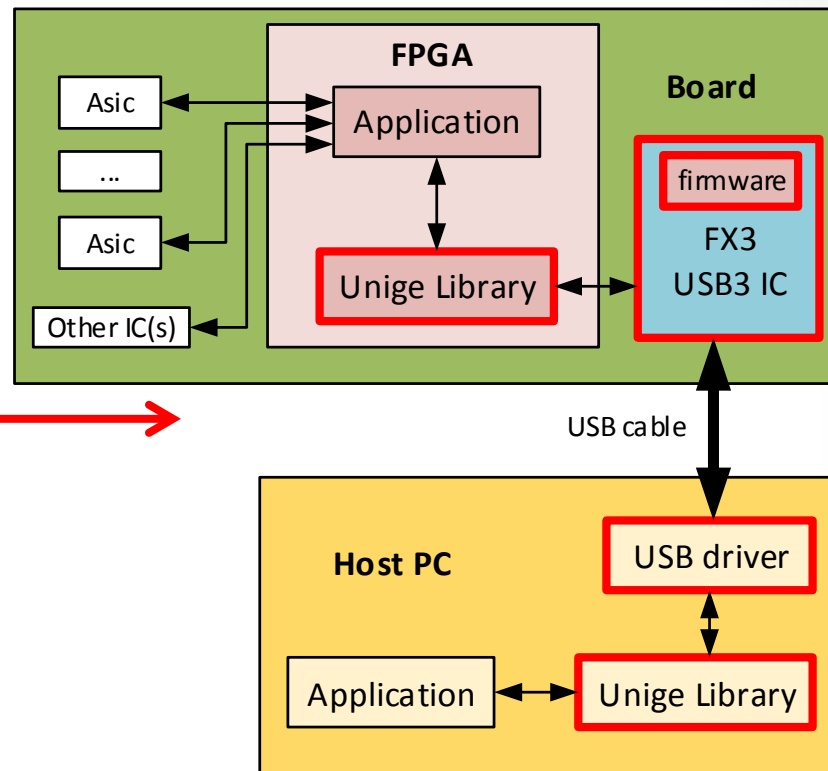 FPGA
Board
Asic
Application
...
firmware
Asic
FX3
USB3 IC
Unige Library
Other IC(s)
USB cable
Host PC
USB driver
Application
Unige Library